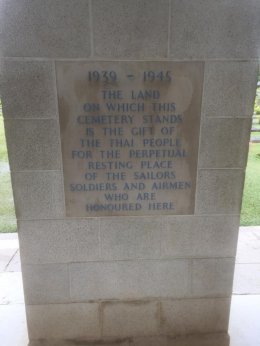 1939 - 1945
THE LAND
ON WHICH THIS
CEMETERY STANDS
IS THE GIFT OF
THE THAI PEOPLE
FOR THE PERPETUAL
RESTING PLACE
OF THE SAILORS
SOLDIERS AND AIRMEN
WHO ARE
HONOURED HERE